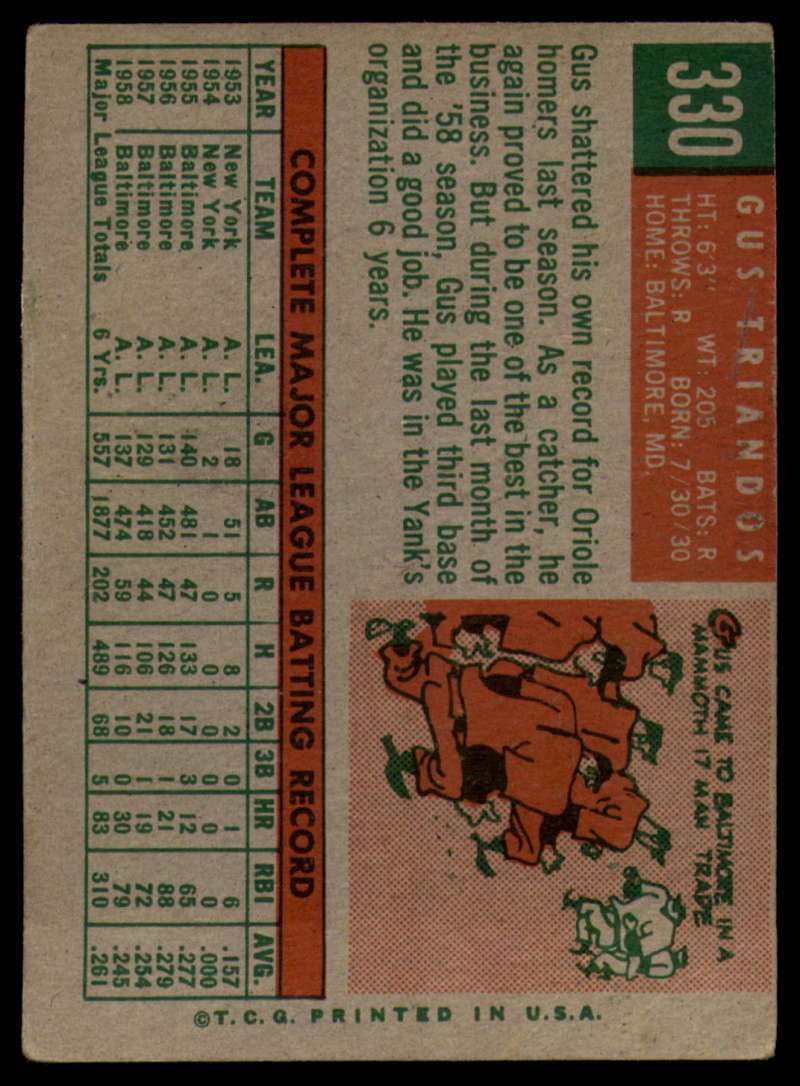 330
GUS TRIANDOS
HT: 6'3" WT: 205 BATS: R
THROWS: R BORN: 7/30/30
HOME: BALTIMORE, MD.
Gus shattered his own record for Oriole
homers last season. As a catcher, he
again proved to be one of the best in the
business. But during the last month of
the '58 season, Gus played third base
and did a good job. He was in the Yank's
organization 6 years.
GUS CAME TO BALTIMORE IN A
MAMMOTH 17 MAN TRADE
COMPLETE MAJOR LEAGUE BATTING RECORD
YEAR TEAM LEA. G AB R H 2B 3B HR RBI AVG.
1953 New York A. L. 18 51 5 8 2 0 1 6 .157
1954 New York A. L. 2 1 0 0 0 0 0 0 .000
1955 Baltimore A. L. 140 481 47 133 17 3 12 65 .277
1956 Baltimore A. L. 131 452 47 126 18 1 21 88 .279
1957 Baltimore A. L. 129 418 44 106 21 1 19 72 .254
1958 Baltimore A. L. 137 474 59 116 10 0 30 79 .245
Major League Totals 6 Yrs. 557 1877 202 489 68 5 83 310 .261
©T.C.G. PRINTED IN U.S.A.